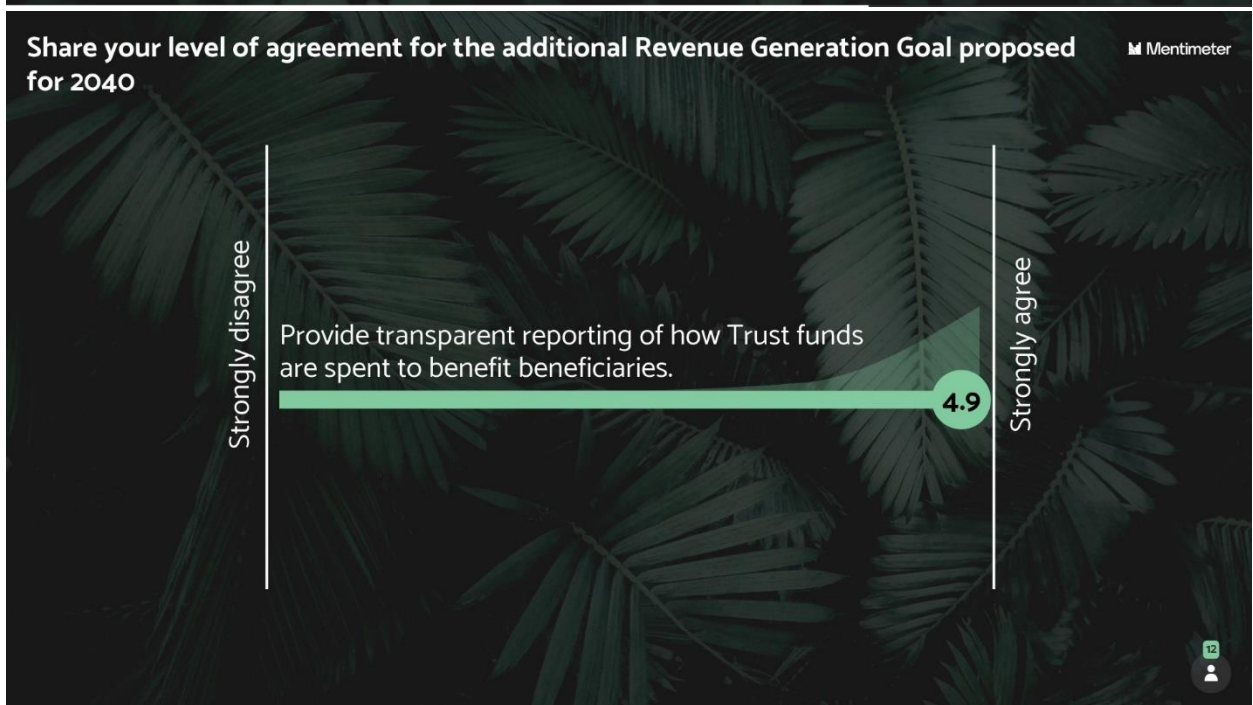 Share your level of agreement for the additional Revenue Generation Goal proposed
for 2040
Mentimeter
Strongly disagree
Provide transparent reporting of how Trust funds
are spent to benefit beneficiaries.
4.9
Strongly agree
12